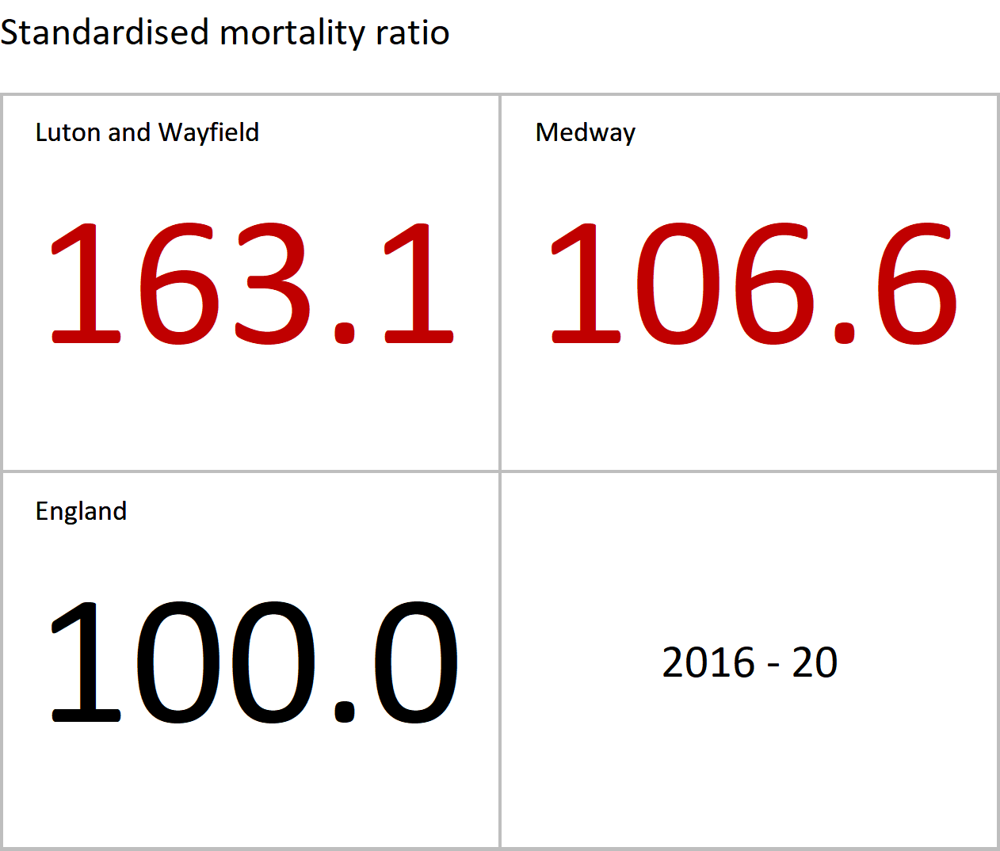 Standardised mortality ratio
Luton and Wayfield
163.1
Medway
106.6
England
100.0
2016 - 20